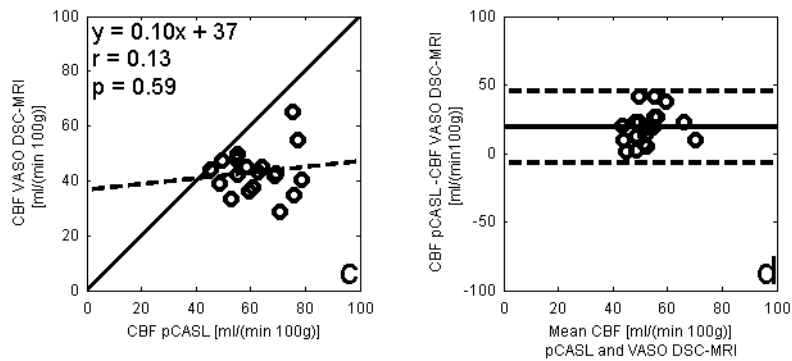 y = 0.10x + 37
r = 0.13
p = 0.59
CBF VASO DSC-MRI
[ml/(min 100g)]
100
80
60
40
20
0
0 20 40 60 80 100
CBF pCASL [ml/(min 100g)]
c
CBF pCASL -CBF VASO DSC-MRI
[ml/(min100g)]
100
50
0
-50
-100
0 20 40 60 80 100
Mean CBF [ml/(min 100g)]
pCASL and VASO DSC-MRI
d